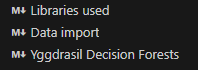 M↓ Libraries used
M↓ Data import
M↓ Yggdrasil Decision Forests